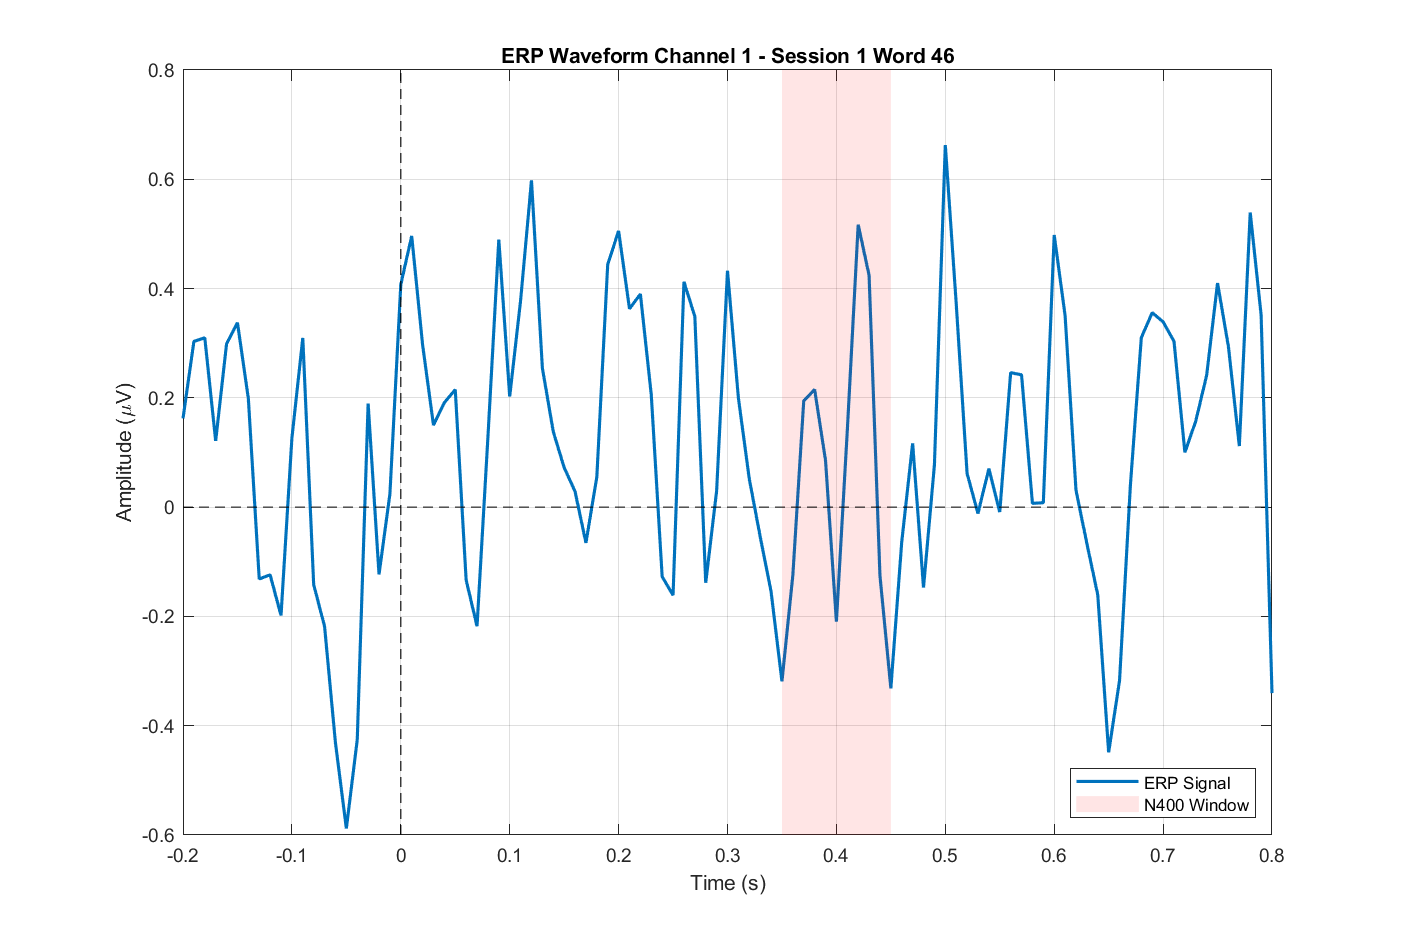 ERP Waveform Channel 1 - Session 1 Word 46
0.8
0.6
0.4
0.2
0
-0.2
-0.4
-0.6
Amplitude (μV)
ERP Signal
N400 Window
-0.2 -0.1 0 0.1 0.2 0.3 0.4 0.5 0.6 0.7 0.8
Time (s)